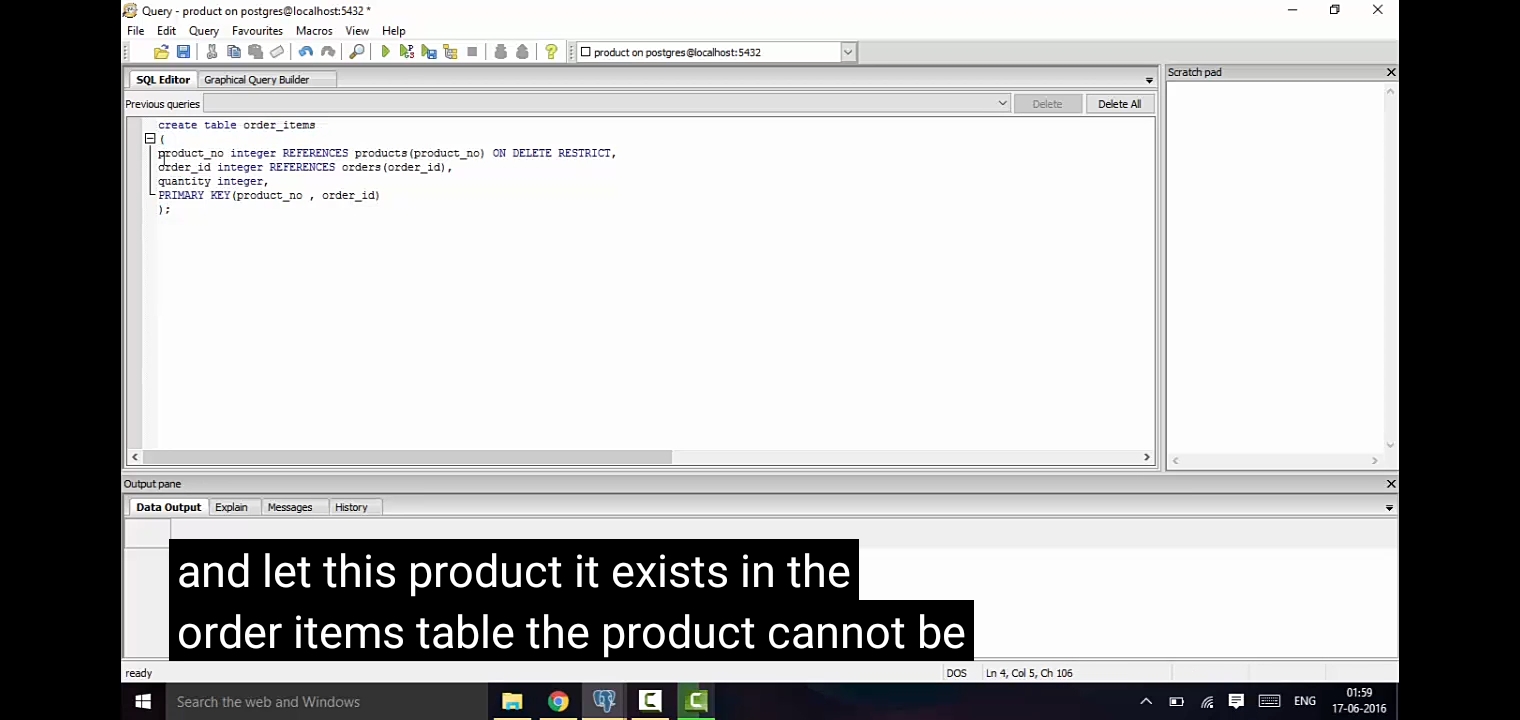 Query - product on postgres@localhost:5432 *
File Edit Query Favourites Macros View Help
product on postgres@localhost:5432
SQL Editor Graphical Query Builder
Scratch pad
Previous queries
Delete Delete All
create table order_items
(
product_no integer REFERENCES products(product_no) ON DELETE RESTRICT,
order_id integer REFERENCES orders(order_id),
quantity integer,
PRIMARY KEY(product_no , order_id)
);
Output pane
Data Output Explain Messages History
and let this product it exists in the
order items table the product cannot be
ready DOS Ln 4, Col 5, Ch 106
Search the web and Windows
ENG
01:59
17-06-2016